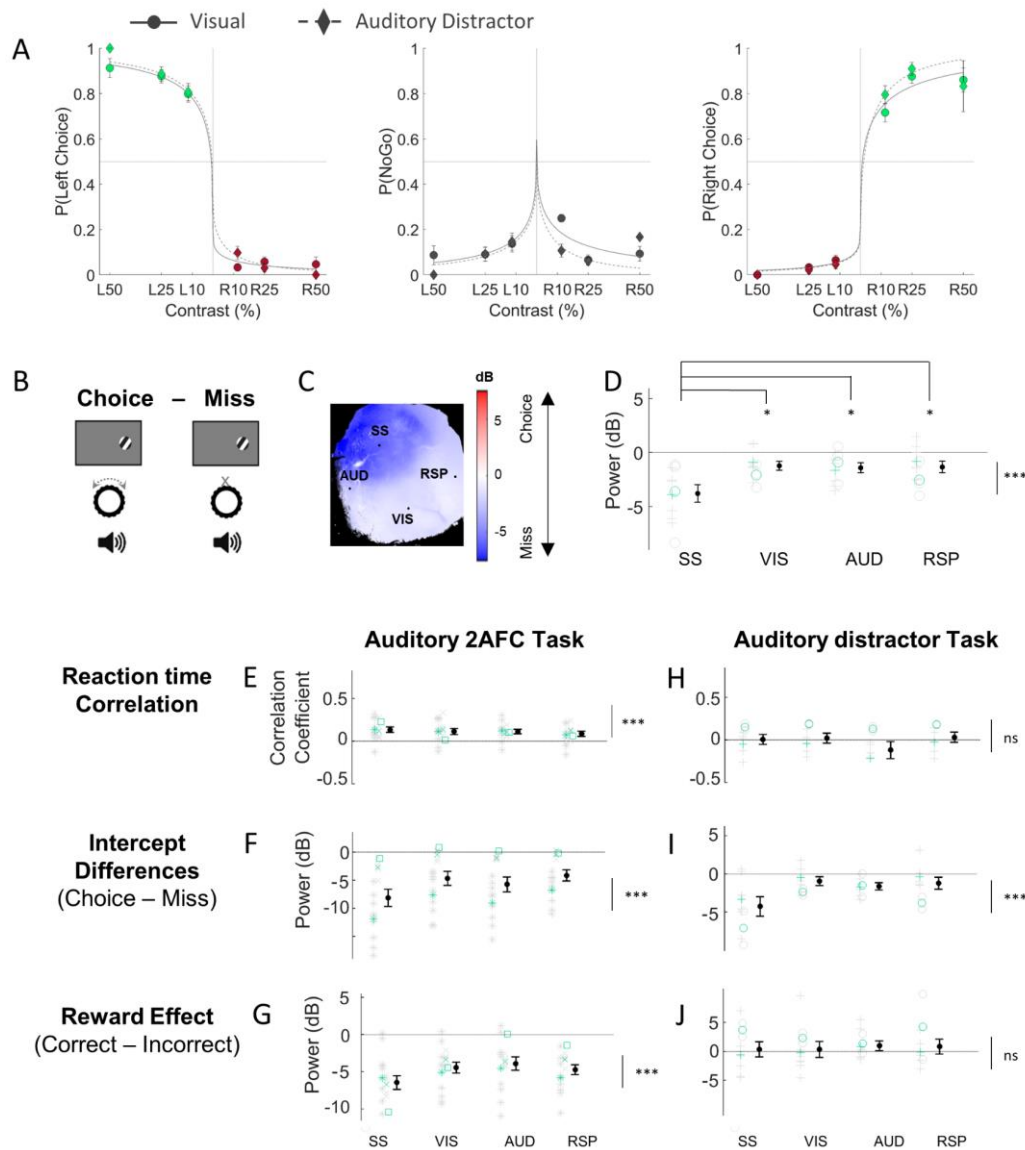 Visual Auditory Distractor
A
P(Left Choice)
1
0.8
0.6
0.4
0.2
0
L50 L25 L10 R10 R25 R50
Contrast (%)
P(NoGo)
1
0.8
0.6
0.4
0.2
0
L50 L25 L10 R10 R25 R50
Contrast (%)
P(Right Choice)
1
0.8
0.6
0.4
0.2
0
L50 L25 L10 R10 R25 R50
Contrast (%)
B
Choice – Miss
C
SS
AUD
RSP
VIS
dB
5
0
-5
Choice
Miss
D
Power (dB)
0
-5
* * *
***
SS VIS AUD RSP
Auditory 2AFC Task
Auditory distractor Task
Reaction time
Correlation
E
Correlation
Coefficient
0.5
0
-0.5
***
H
0.5
0
-0.5
ns
Intercept
Differences
(Choice – Miss)
F
Power (dB)
0
-5
-10
***
I
5
0
-5
***
Reward Effect
(Correct – Incorrect)
G
Power (dB)
5
0
-5
-10
***
SS VIS AUD RSP
J
5
0
-5
ns
SS VIS AUD RSP